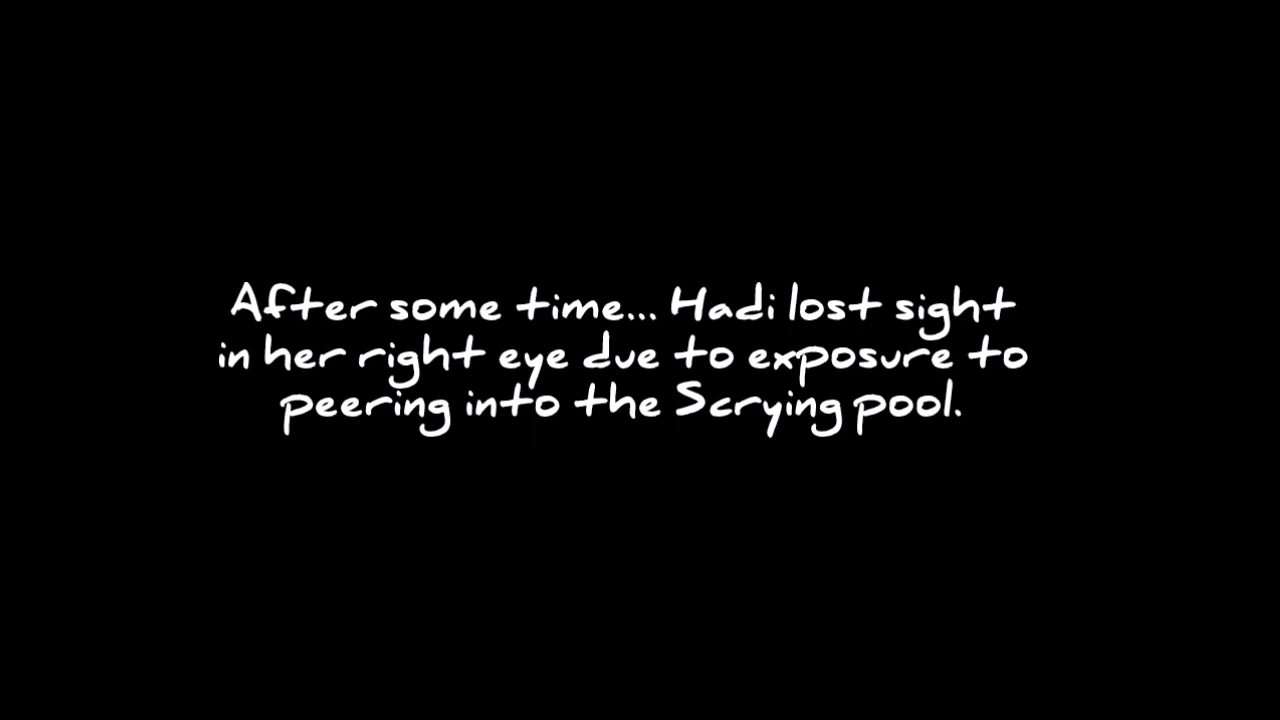 After some time... Hadi lost sight
in her right eye due to exposure to
peering into the Scrying pool.